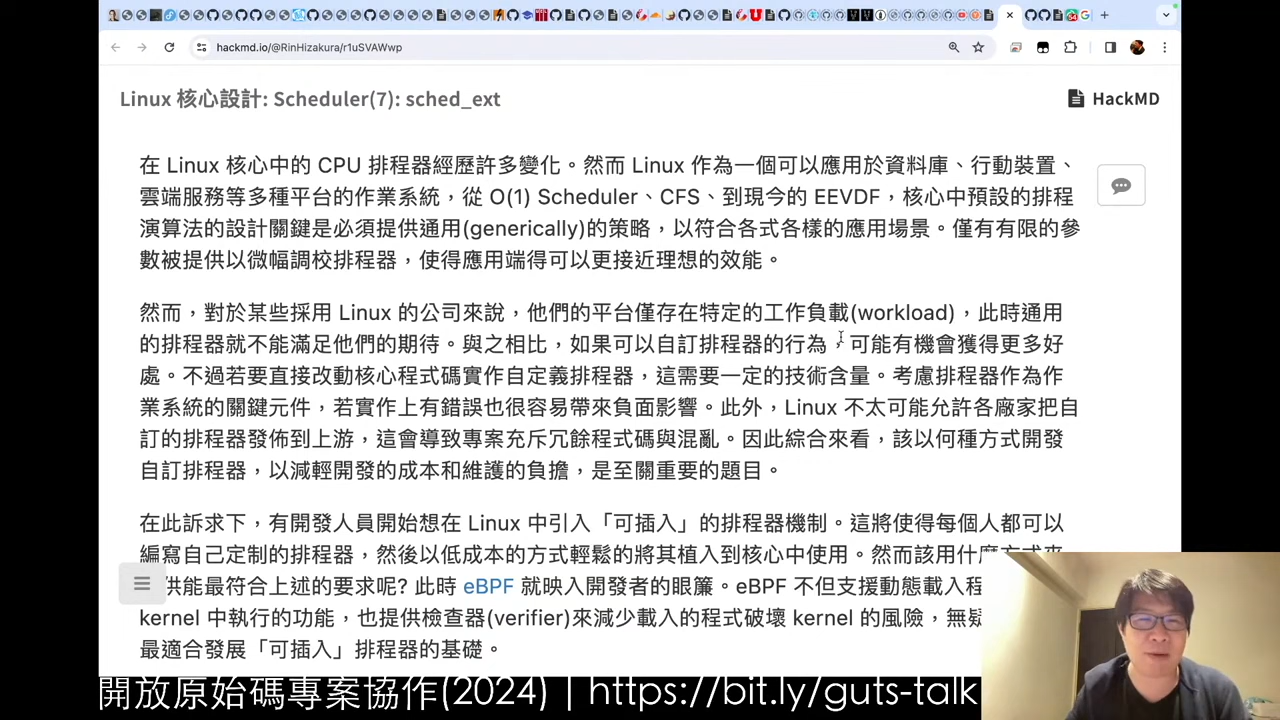 hackmd.io/@RinHizakura/r1uSVAWwp
Linux 核心設計: Scheduler(7): sched_ext
HackMD
在 Linux 核心中的 CPU 排程器經歷許多變化。然而 Linux 作為一個可以應用於資料庫、行動裝置、
雲端服務等多種平台的作業系統，從 O(1) Scheduler、CFS、到現今的 EEVDF，核心中預設的排程
演算法的設計關鍵是必須提供通用(generically)的策略，以符合各式各樣的應用場景。僅有有限的參
數被提供以微幅調校排程器，使得應用端得可以更接近理想的效能。
然而，對於某些採用 Linux 的公司來說，他們的平台僅存在特定的工作負載(workload)，此時通用
的排程器就不能滿足他們的期待。與之相比，如果可以自訂排程器的行為，可能有機會獲得更多好
處。不過若要直接改動核心程式碼實作自定義排程器，這需要一定的技術含量。考慮排程器作為作
業系統的關鍵元件，若實作上有錯誤也很容易帶來負面影響。此外，Linux 不太可能允許各廠家把自
訂的排程器發佈到上游，這會導致專案充斥冗餘程式碼與混亂。因此綜合來看，該以何種方式開發
自訂排程器，以減輕開發的成本和維護的負擔，是至關重要的題目。
在此訴求下，有開發人員開始想在 Linux 中引入「可插入」的排程器機制。這將使得每個人都可以
編寫自己定制的排程器，然後以低成本的方式輕鬆的將其植入到核心中使用。然而該用什
供能最符合上述的要求呢? 此時 eBPF 就映入開發者的眼簾。eBPF 不但支援動態載入程
kernel 中執行的功能，也提供檢查器(verifier)來減少載入的程式破壞 kernel 的風險，無疑
最適合發展「可插入」排程器的基礎。
開放原始碼專案協作(2024) | https://bit.ly/guts-talk